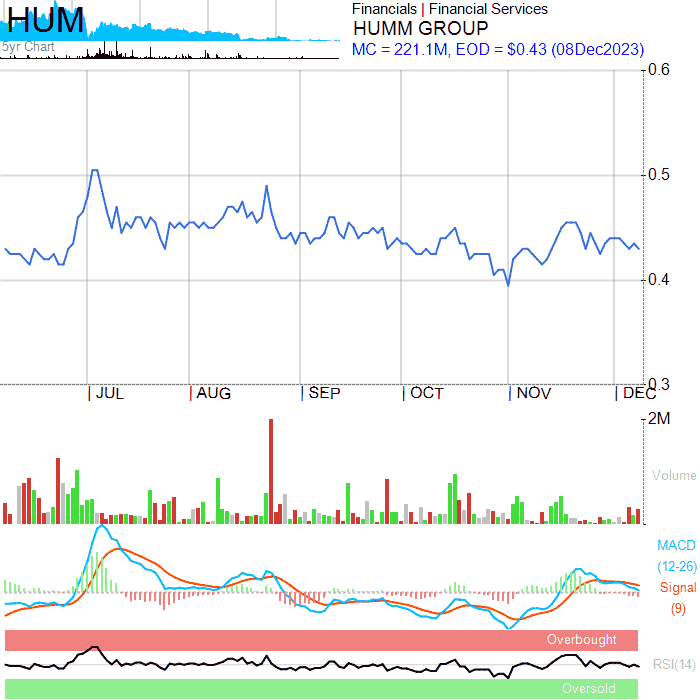 HUM
5yr Chart
Financials | Financial Services
HUMM GROUP
MC = 221.1M, EOD = $0.43 (08Dec2023)
0.6
0.5
0.4
0.3
JUL AUG SEP OCT NOV DEC
2M
Volume
MACD
(12-26)
Signal
(9)
Overbought
RSI(14)
Oversold